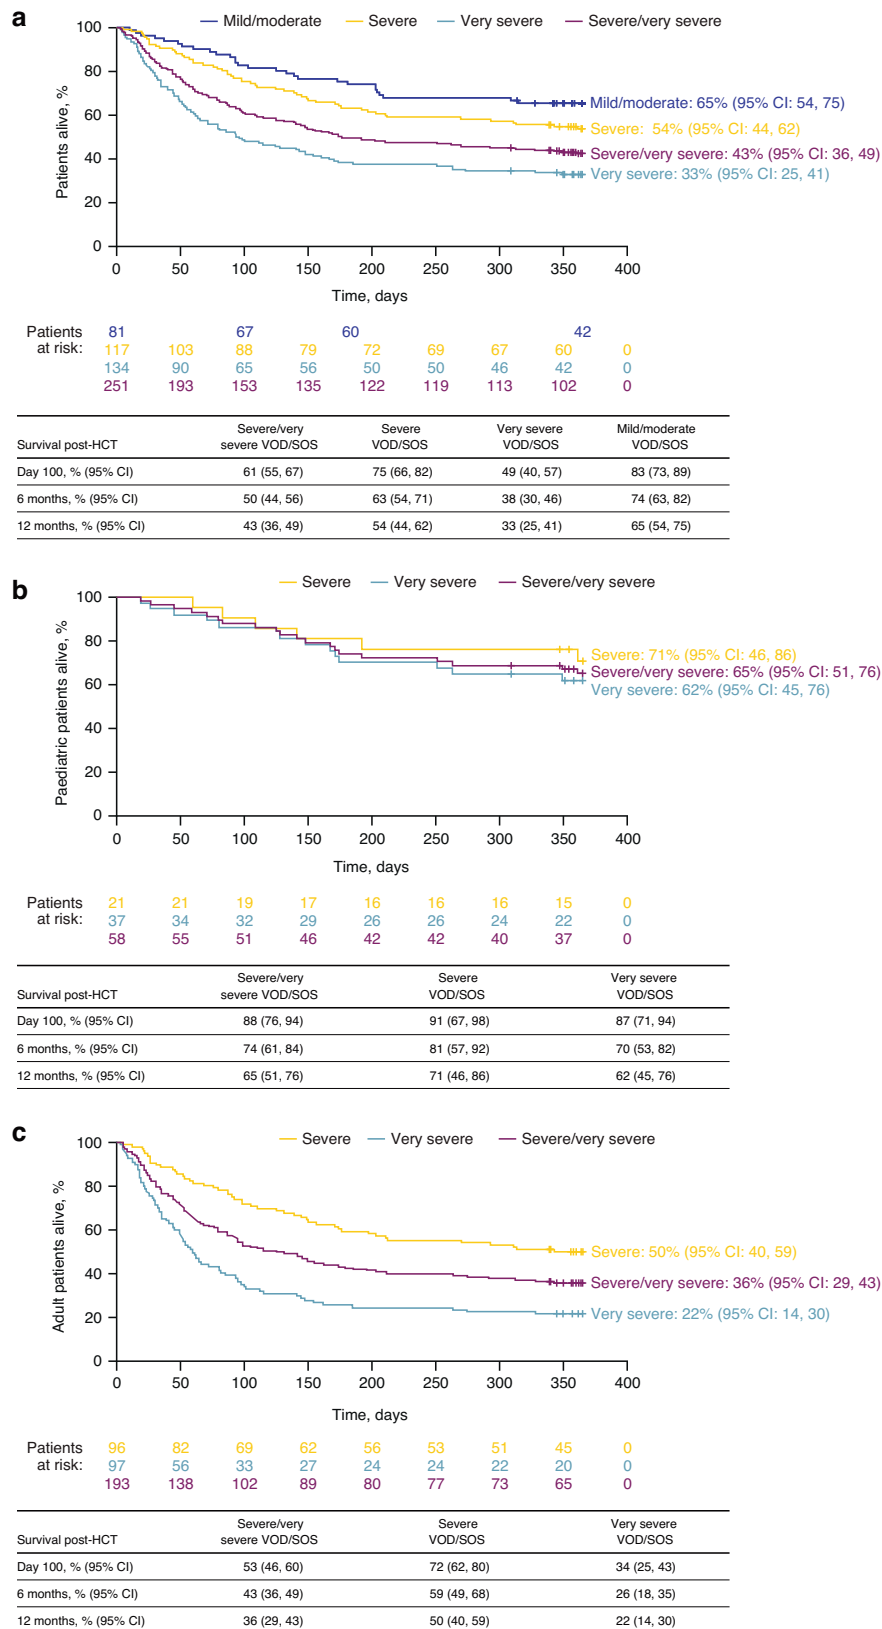 a
Mild/moderate Severe Very severe Severe/very severe
Patients alive, %
100
80
60
40
20
0
Mild/moderate: 65% (95% CI: 54, 75)
Severe: 54% (95% CI: 44, 62)
Severe/very severe: 43% (95% CI: 36, 49)
Very severe: 33% (95% CI: 25, 41)
0 50 100 150 200 250 300 350 400
Time, days
Patients at risk:
81 67 60 42
117 103 88 79 72 69 67 60 0
134 90 65 56 50 50 46 42 0
251 193 153 135 122 119 113 102 0
Survival post-HCT Severe/very severe VOD/SOS Severe VOD/SOS Very severe VOD/SOS Mild/moderate VOD/SOS
Day 100, % (95% CI) 61 (55, 67) 75 (66, 82) 49 (40, 57) 83 (73, 89)
6 months, % (95% CI) 50 (44, 56) 63 (54, 71) 38 (30, 46) 74 (63, 82)
12 months, % (95% CI) 43 (36, 49) 54 (44, 62) 33 (25, 41) 65 (54, 75)
b
Severe Very severe Severe/very severe
Paediatric patients alive, %
100
80
60
40
20
0
Severe: 71% (95% CI: 46, 86)
Severe/very severe: 65% (95% CI: 51, 76)
Very severe: 62% (95% CI: 45, 76)
0 50 100 150 200 250 300 350 400
Time, days
Patients at risk:
21 21 19 17 16 16 16 15 0
37 34 32 29 26 26 24 22 0
58 55 51 46 42 42 40 37 0
Survival post-HCT Severe/very severe VOD/SOS Severe VOD/SOS Very severe VOD/SOS
Day 100, % (95% CI) 88 (76, 94) 91 (67, 98) 87 (71, 94)
6 months, % (95% CI) 74 (61, 84) 81 (57, 92) 70 (53, 82)
12 months, % (95% CI) 65 (51, 76) 71 (46, 86) 62 (45, 76)
c
Severe Very severe Severe/very severe
Adult patients alive, %
100
80
60
40
20
0
Severe: 50% (95% CI: 40, 59)
Severe/very severe: 36% (95% CI: 29, 43)
Very severe: 22% (95% CI: 14, 30)
0 50 100 150 200 250 300 350 400
Time, days
Patients at risk:
96 82 69 62 56 53 51 45 0
97 56 33 27 24 24 22 20 0
193 138 102 89 80 77 73 65 0
Survival post-HCT Severe/very severe VOD/SOS Severe VOD/SOS Very severe VOD/SOS
Day 100, % (95% CI) 53 (46, 60) 72 (62, 80) 34 (25, 43)
6 months, % (95% CI) 43 (36, 49) 59 (49, 68) 26 (18, 35)
12 months, % (95% CI) 36 (29, 43) 50 (40, 59) 22 (14, 30)